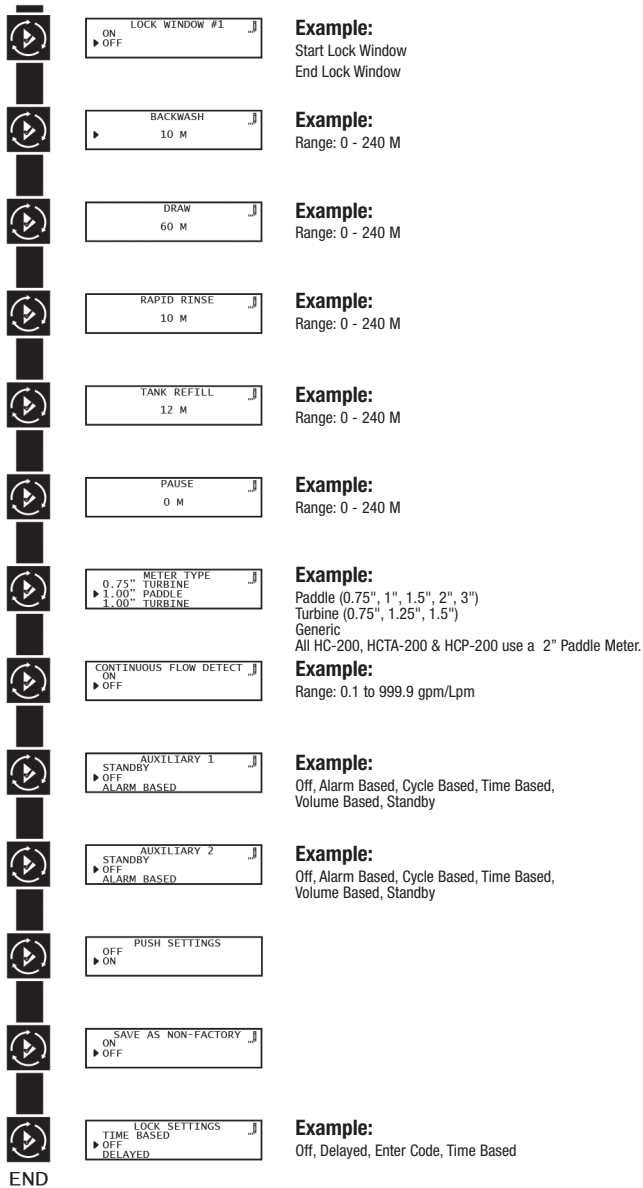 LOCK WINDOW #1
ON
OFF
Example:
Start Lock Window
End Lock Window
BACKWASH
10 M
Example:
Range: 0 - 240 M
DRAW
60 M
Example:
Range: 0 - 240 M
RAPID RINSE
10 M
Example:
Range: 0 - 240 M
TANK REFILL
12 M
Example:
Range: 0 - 240 M
PAUSE
0 M
Example:
Range: 0 - 240 M
METER TYPE
0.75" TURBINE
1.00" PADDLE
1.00" TURBINE
Example:
Paddle (0.75", 1", 1.5", 2", 3")
Turbine (0.75", 1.25", 1.5")
Generic
All HC-200, HCTA-200 & HCP-200 use a 2" Paddle Meter.
CONTINUOUS FLOW DETECT
ON
OFF
Example:
Range: 0.1 to 999.9 gpm/Lpm
AUXILIARY 1
STANDBY
OFF
ALARM BASED
Example:
Off, Alarm Based, Cycle Based, Time Based,
Volume Based, Standby
AUXILIARY 2
STANDBY
OFF
ALARM BASED
Example:
Off, Alarm Based, Cycle Based, Time Based,
Volume Based, Standby
PUSH SETTINGS
OFF
ON
SAVE AS NON-FACTORY
ON
OFF
LOCK SETTINGS
TIME BASED
OFF
DELAYED
Example:
Off, Delayed, Enter Code, Time Based
END